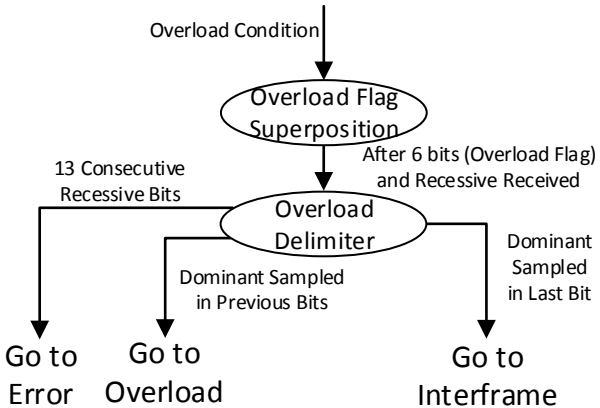 Overload Condition
Overload Flag
Superposition
After 6 bits (Overload Flag)
and Recessive Received
13 Consecutive
Recessive Bits
Overload
Delimiter
Dominant
Sampled
in Last Bit
Dominant Sampled
in Previous Bits
Go to
Error
Go to
Overload
Go to
Interframe